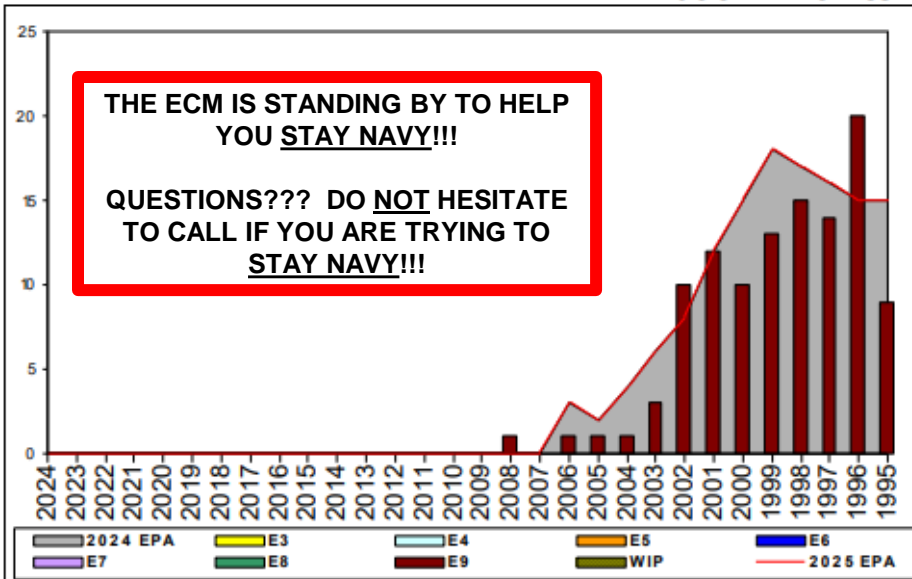 25
20
15
10
5
0
THE ECM IS STANDING BY TO HELP
YOU STAY NAVY!!!
QUESTIONS??? DO NOT HESITATE
TO CALL IF YOU ARE TRYING TO
STAY NAVY!!!
2024 2023 2022 2021 2020 2019 2018 2017 2016 2015 2014 2013 2012 2011 2010 2009 2008 2007 2006 2005 2004 2003 2002 2001 2000 1999 1998 1997 1996 1995
2024 EPA E3 E4 E5 E6
E7 E8 E9 WIP 2025 EPA